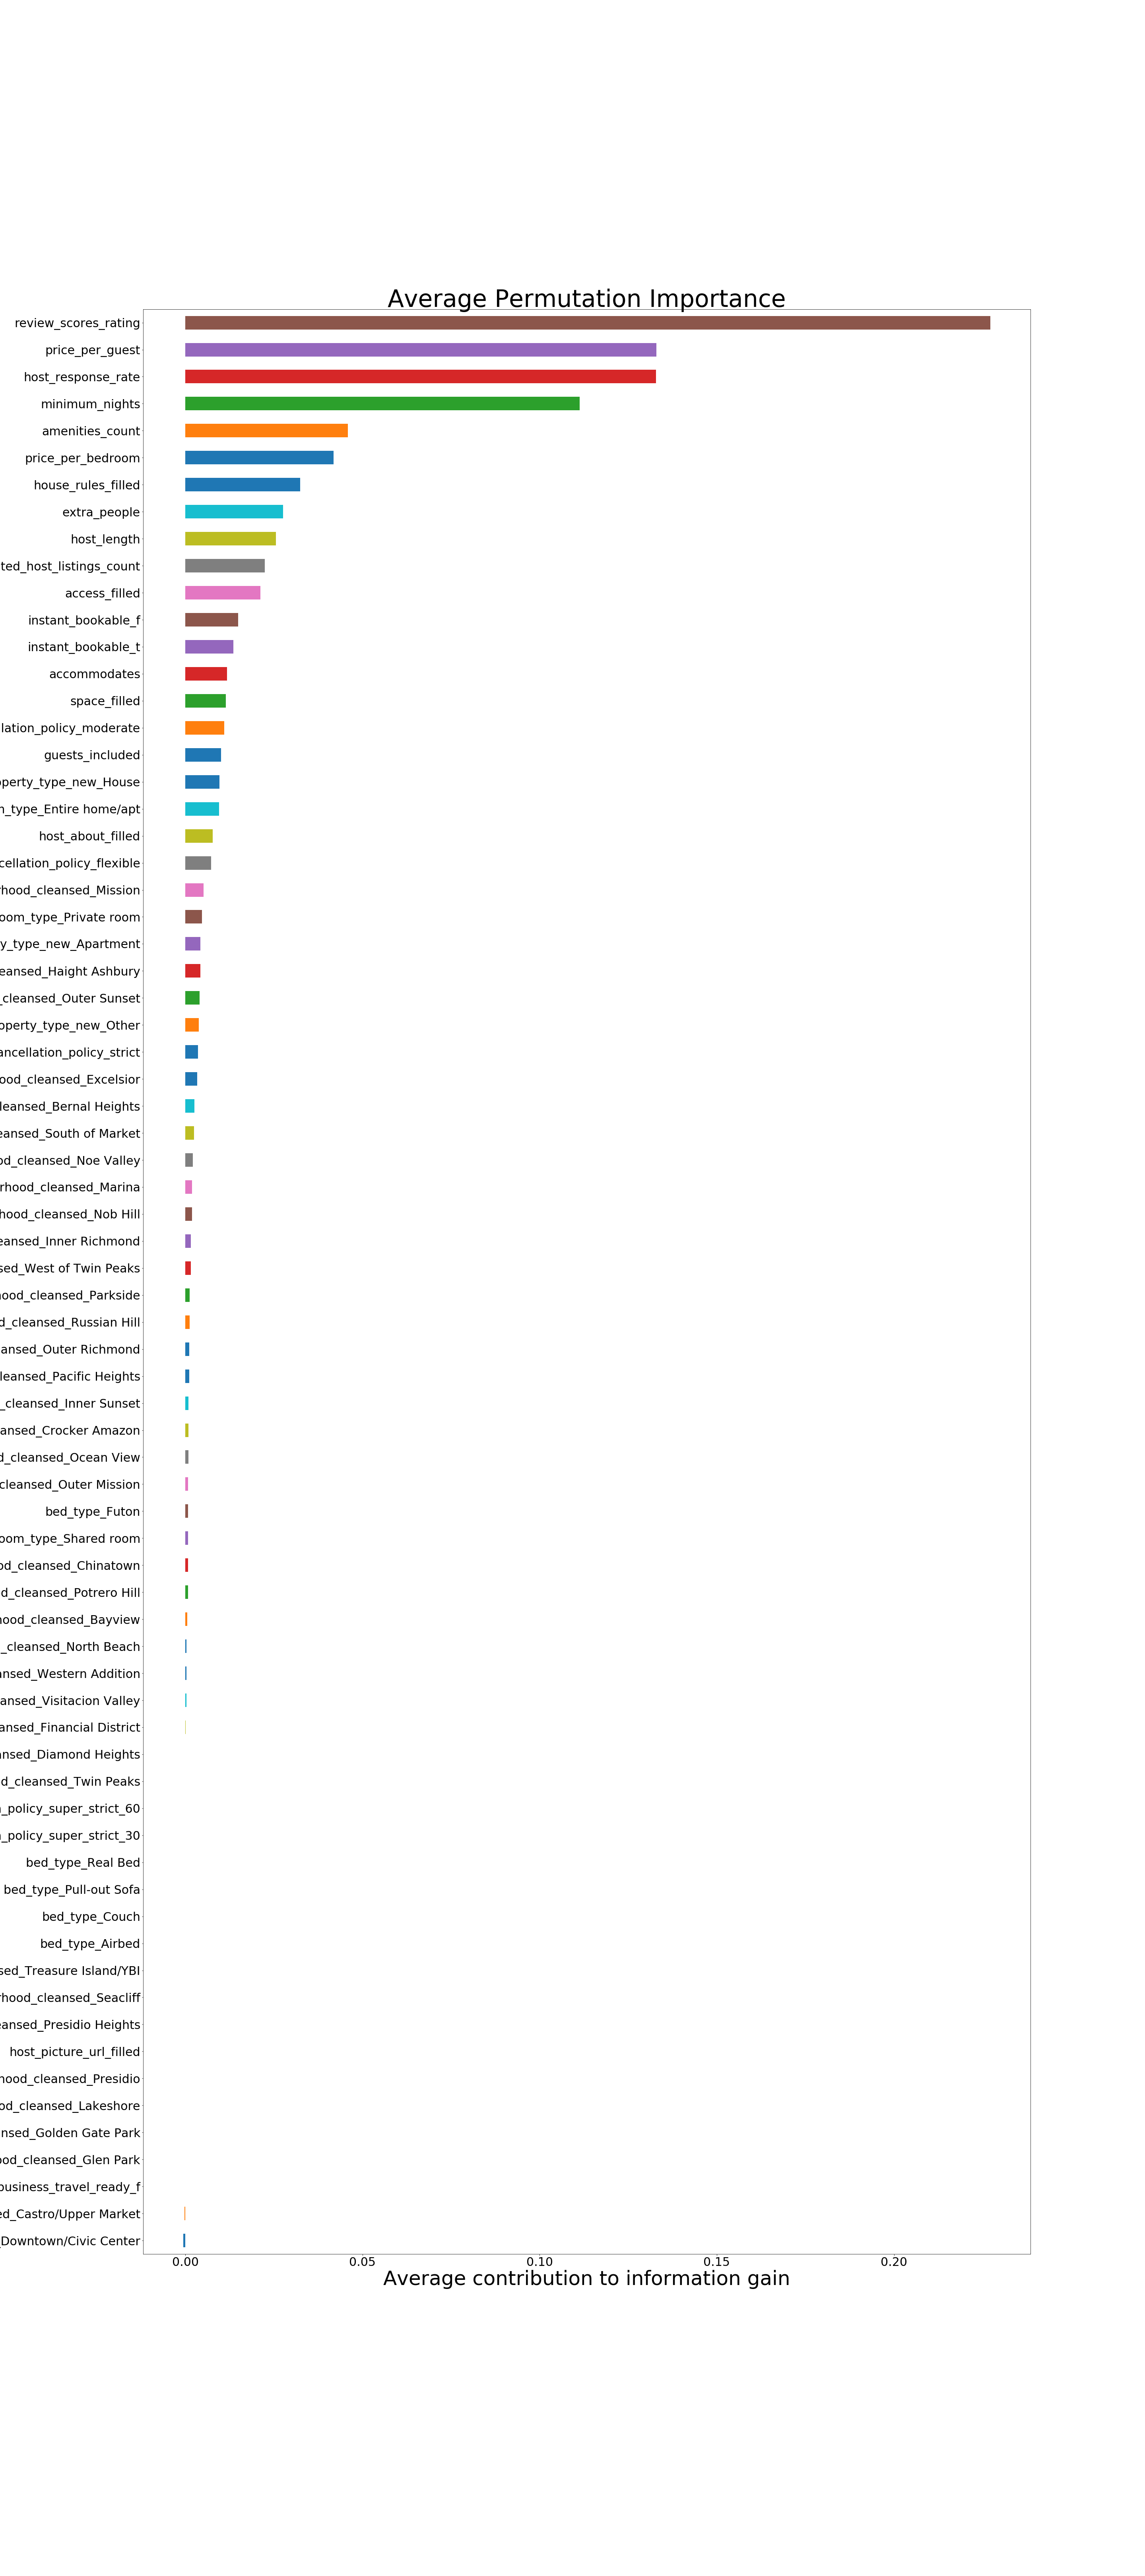 Average Permutation Importance
review_scores_rating
price_per_guest
host_response_rate
minimum_nights
amenities_count
price_per_bedroom
house_rules_filled
extra_people
host_length
ted_host_listings_count
access_filled
instant_bookable_f
instant_bookable_t
accommodates
space_filled
lation_policy_moderate
guests_included
operty_type_new_House
m_type_Entire home/apt
host_about_filled
cellation_policy_flexible
rhood_cleansed_Mission
oom_type_Private room
y_type_new_Apartment
eansed_Haight Ashbury
_cleansed_Outer Sunset
operty_type_new_Other
ancellation_policy_strict
ood_cleansed_Excelsior
leansed_Bernal Heights
eansed_South of Market
od_cleansed_Noe Valley
rhood_cleansed_Marina
hood_cleansed_Nob Hill
eansed_Inner Richmond
sed_West of Twin Peaks
hood_cleansed_Parkside
d_cleansed_Russian Hill
ansed_Outer Richmond
leansed_Pacific Heights
_cleansed_Inner Sunset
ansed_Crocker Amazon
d_cleansed_Ocean View
cleansed_Outer Mission
bed_type_Futon
oom_type_Shared room
od_cleansed_Chinatown
d_cleansed_Potrero Hill
hood_cleansed_Bayview
_cleansed_North Beach
ansed_Western Addition
ansed_Visitacion Valley
ansed_Financial District
nsed_Diamond Heights
d_cleansed_Twin Peaks
_policy_super_strict_60
_policy_super_strict_30
bed_type_Real Bed
bed_type_Pull-out Sofa
bed_type_Couch
bed_type_Airbed
sed_Treasure Island/YBI
rhood_cleansed_Seacliff
eansed_Presidio Heights
host_picture_url_filled
hood_cleansed_Presidio
od_cleansed_Lakeshore
nsed_Golden Gate Park
ood_cleansed_Glen Park
business_travel_ready_f
ed_Castro/Upper Market
_Downtown/Civic Center
0.00 0.05 0.10 0.15 0.20
Average contribution to information gain